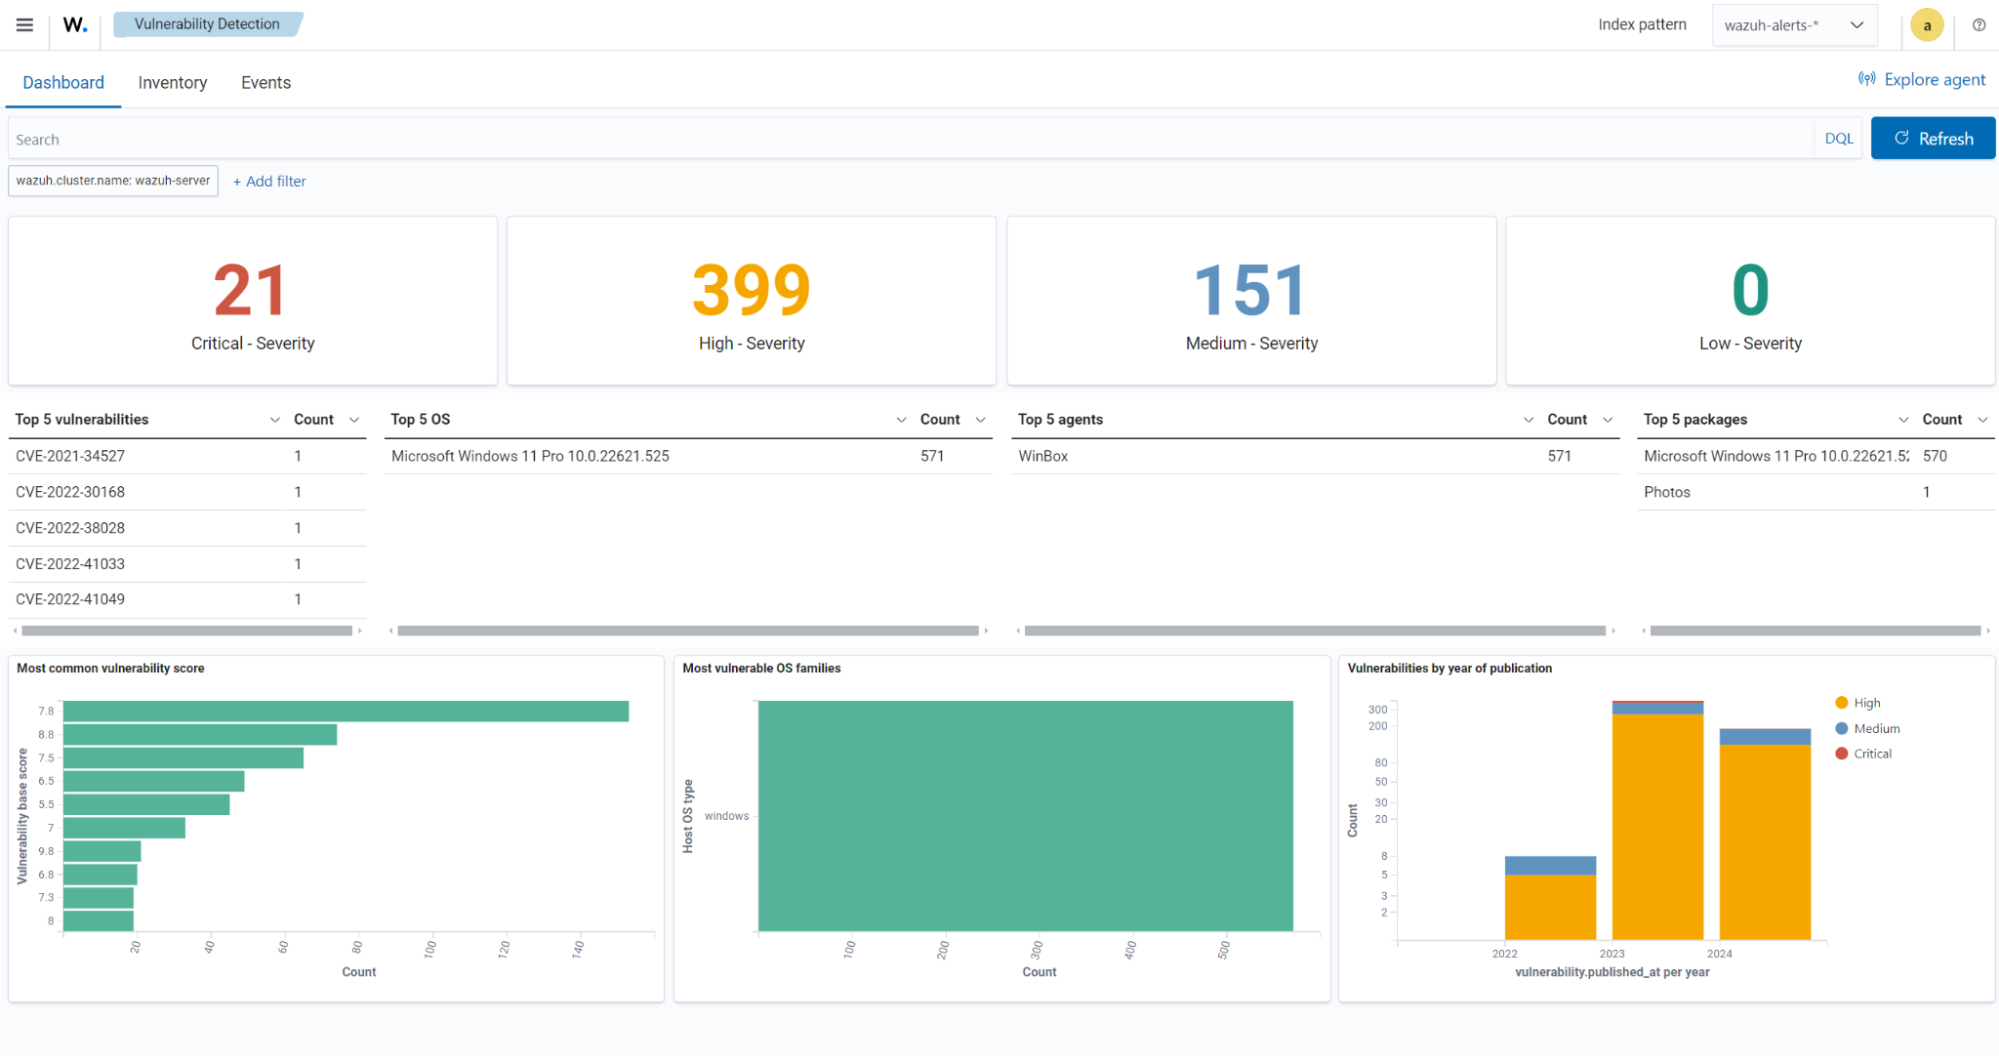 W. Vulnerability Detection Index pattern wazuh-alerts-* a
Dashboard Inventory Events Explore agent
Search DQL Refresh
wazuh.cluster.name: wazuh-server + Add filter
21 399 151 0
Critical - Severity High - Severity Medium - Severity Low - Severity
Top 5 vulnerabilities Count Top 5 OS Count Top 5 agents Count Top 5 packages Count
CVE-2021-34527 1 Microsoft Windows 11 Pro 10.0.22621.525 571 WinBox 571 Microsoft Windows 11 Pro 10.0.22621.52 570
CVE-2022-30168 1 Photos 1
CVE-2022-38028 1
CVE-2022-41033 1
CVE-2022-41049 1
Most common vulnerability score
Vulnerability base score
7.8
8.8
7.5
6.5
5.5
7
9.8
6.8
7.3
8
20 40 60 80 100 120 140
Count
Most vulnerable OS families
Host OS type
windows
100 200 300 400 500
Count
Vulnerabilities by year of publication
Count
300
200
80
50
30
20
8
5
3
2
2022 2023 2024
vulnerability.published_at per year
High
Medium
Critical